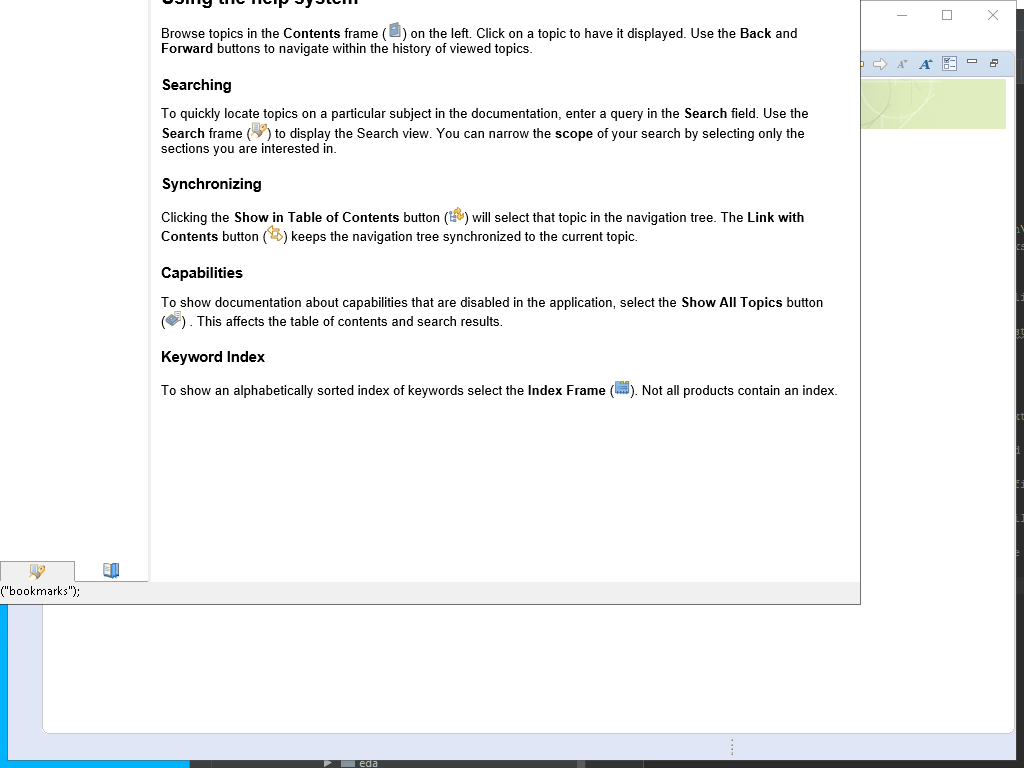 Using the help system
Browse topics in the Contents frame ( ) on the left. Click on a topic to have it displayed. Use the Back and
Forward buttons to navigate within the history of viewed topics.
Searching
To quickly locate topics on a particular subject in the documentation, enter a query in the Search field. Use the
Search frame ( ) to display the Search view. You can narrow the scope of your search by selecting only the
sections you are interested in.
Synchronizing
Clicking the Show in Table of Contents button ( ) will select that topic in the navigation tree. The Link with
Contents button ( ) keeps the navigation tree synchronized to the current topic.
Capabilities
To show documentation about capabilities that are disabled in the application, select the Show All Topics button
( ) . This affects the table of contents and search results.
Keyword Index
To show an alphabetically sorted index of keywords select the Index Frame ( ). Not all products contain an index.
("bookmarks");
eda